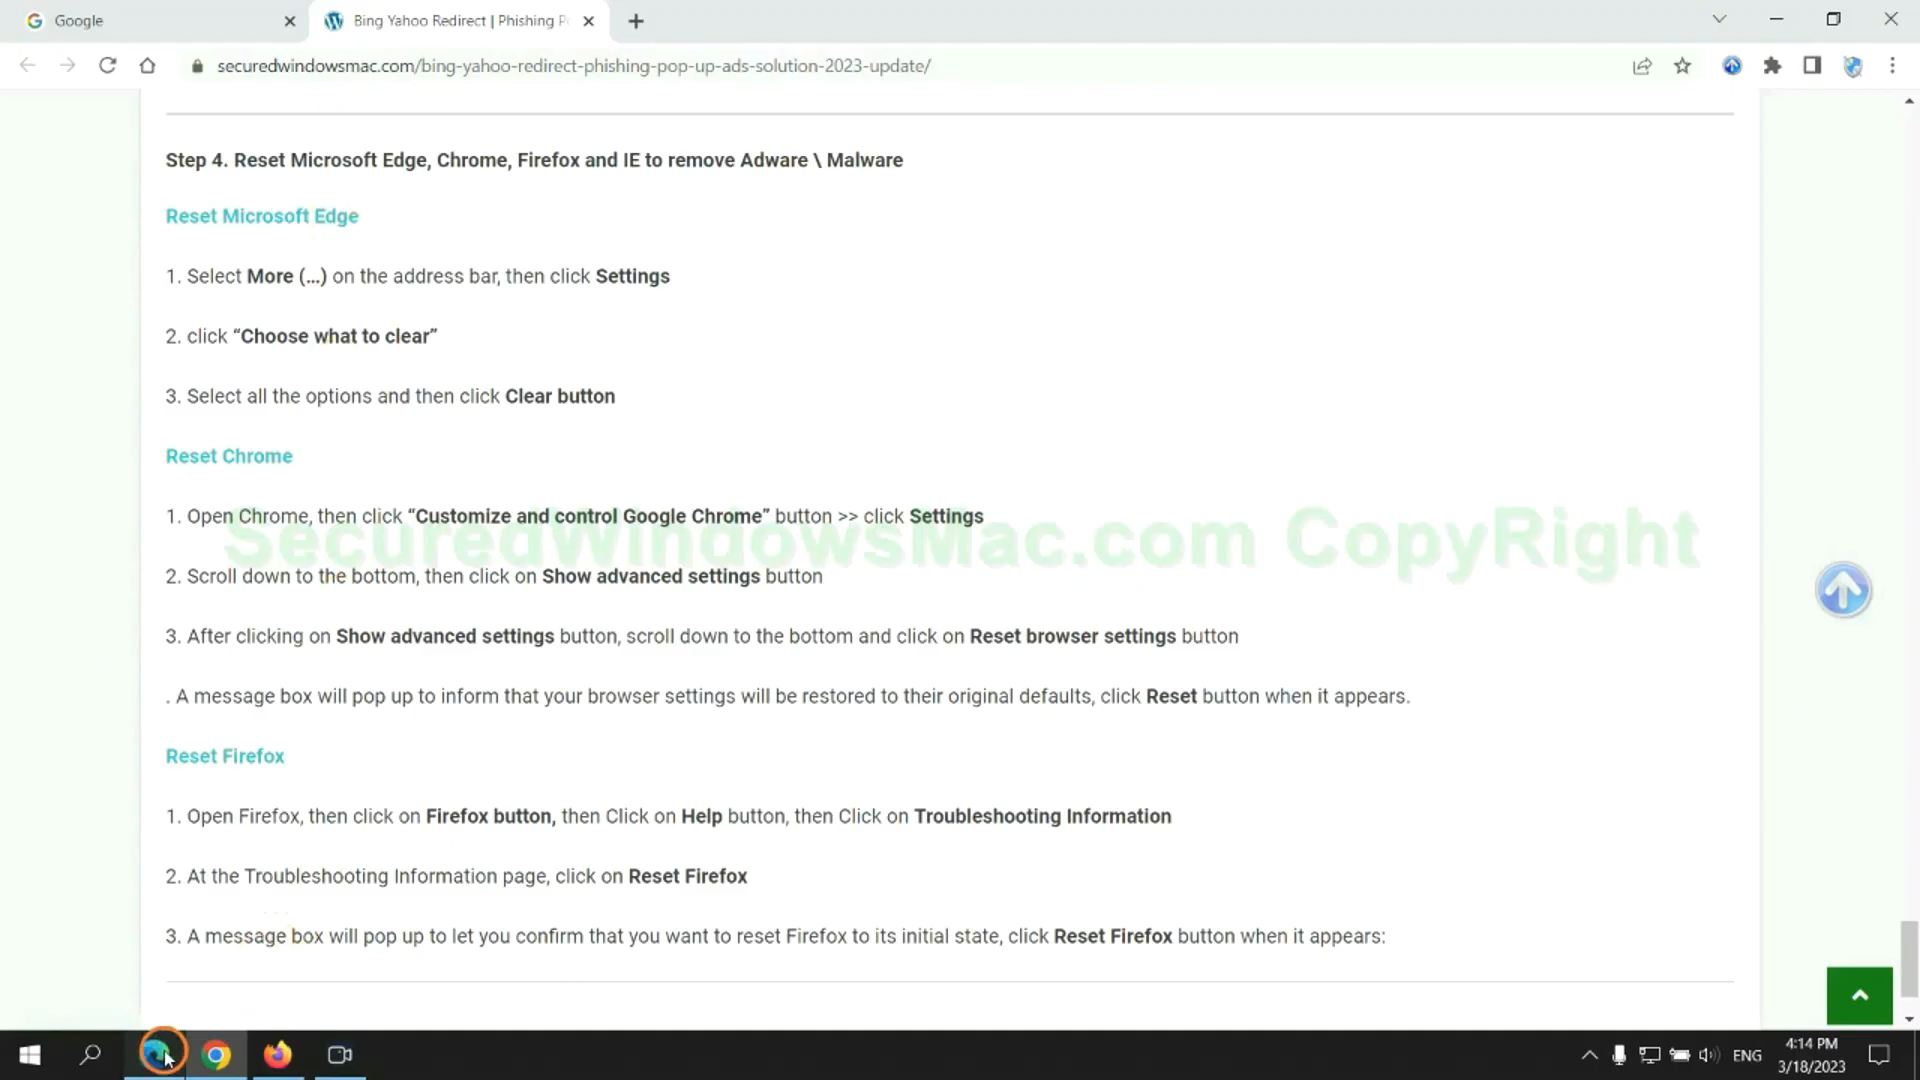 Google
Bing Yahoo Redirect | Phishing P
securedwindowsmac.com/bing-yahoo-redirect-phishing-pop-up-ads-solution-2023-update/
Step 4. Reset Microsoft Edge, Chrome, Firefox and IE to remove Adware \ Malware
Reset Microsoft Edge
1. Select More (...) on the address bar, then click Settings
2. click “Choose what to clear”
3. Select all the options and then click Clear button
Reset Chrome
1. Open Chrome, then click “Customize and control Google Chrome” button >> click Settings
SecuredWindowsMac.com CopyRight
2. Scroll down to the bottom, then click on Show advanced settings button
3. After clicking on Show advanced settings button, scroll down to the bottom and click on Reset browser settings button
. A message box will pop up to inform that your browser settings will be restored to their original defaults, click Reset button when it appears.
Reset Firefox
1. Open Firefox, then click on Firefox button, then Click on Help button, then Click on Troubleshooting Information
2. At the Troubleshooting Information page, click on Reset Firefox
3. A message box will pop up to let you confirm that you want to reset Firefox to its initial state, click Reset Firefox button when it appears:
ENG
4:14 PM
3/18/2023